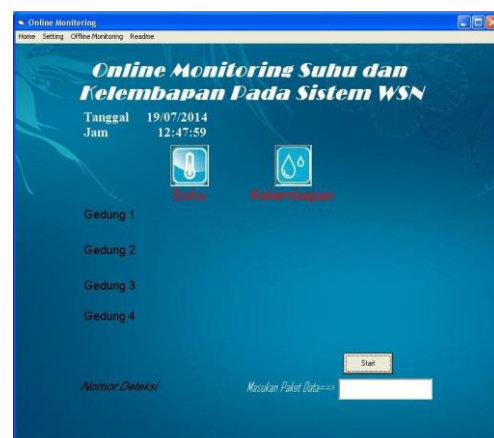 Online Monitoring
Home Setting Offline Monitoring Readme
Online Monitoring Suhu dan
Kelembapan Pada Sistem WSN
Tanggal 19/07/2014
Jam 12:47:59
Suhu Kelembapan
Gedung 1
Gedung 2
Gedung 3
Gedung 4
Start
Nomor Deteksi Masukan Paket Data==>